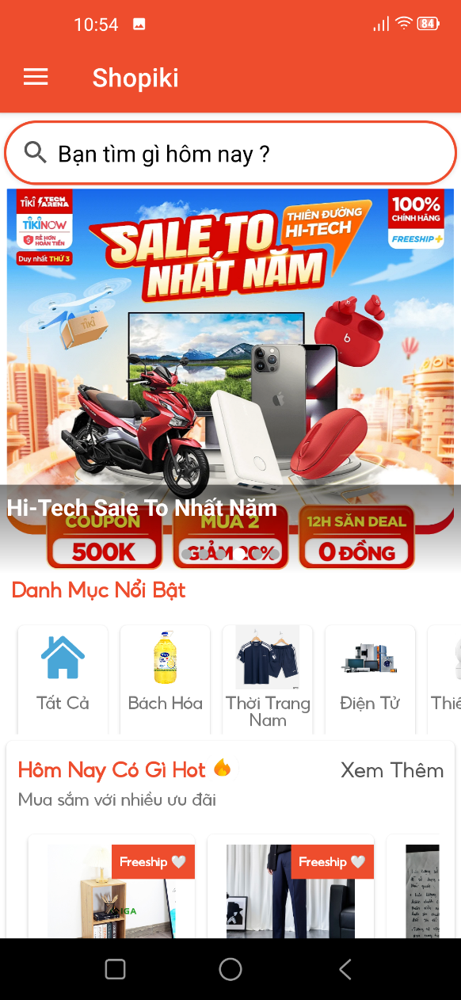 10:54
84
Shopiki
Bạn tìm gì hôm nay ?
TIKI TECH ARENA
TIKINOW
RẺ HƠN HOÀN TIỀN
Duy nhất THỨ 3
SALE TO
NHẤT NĂM
THIÊN ĐƯỜNG
HI-TECH
100%
CHÍNH HÃNG
FREESHIP+
TIKI
Hi-Tech Sale To Nhất Năm
COUPON
500K
MUA 2
GIẢM 20%
12H SĂN DEAL
0 ĐỒNG
Danh Mục Nổi Bật
Tất Cả
Bách Hóa
Thời Trang
Nam
Điện Tử
Thiế
Hôm Nay Có Gì Hot 🔥
Xem Thêm
Mua sắm với nhiều ưu đãi
Freeship 🤍
Freeship 🤍
IGA